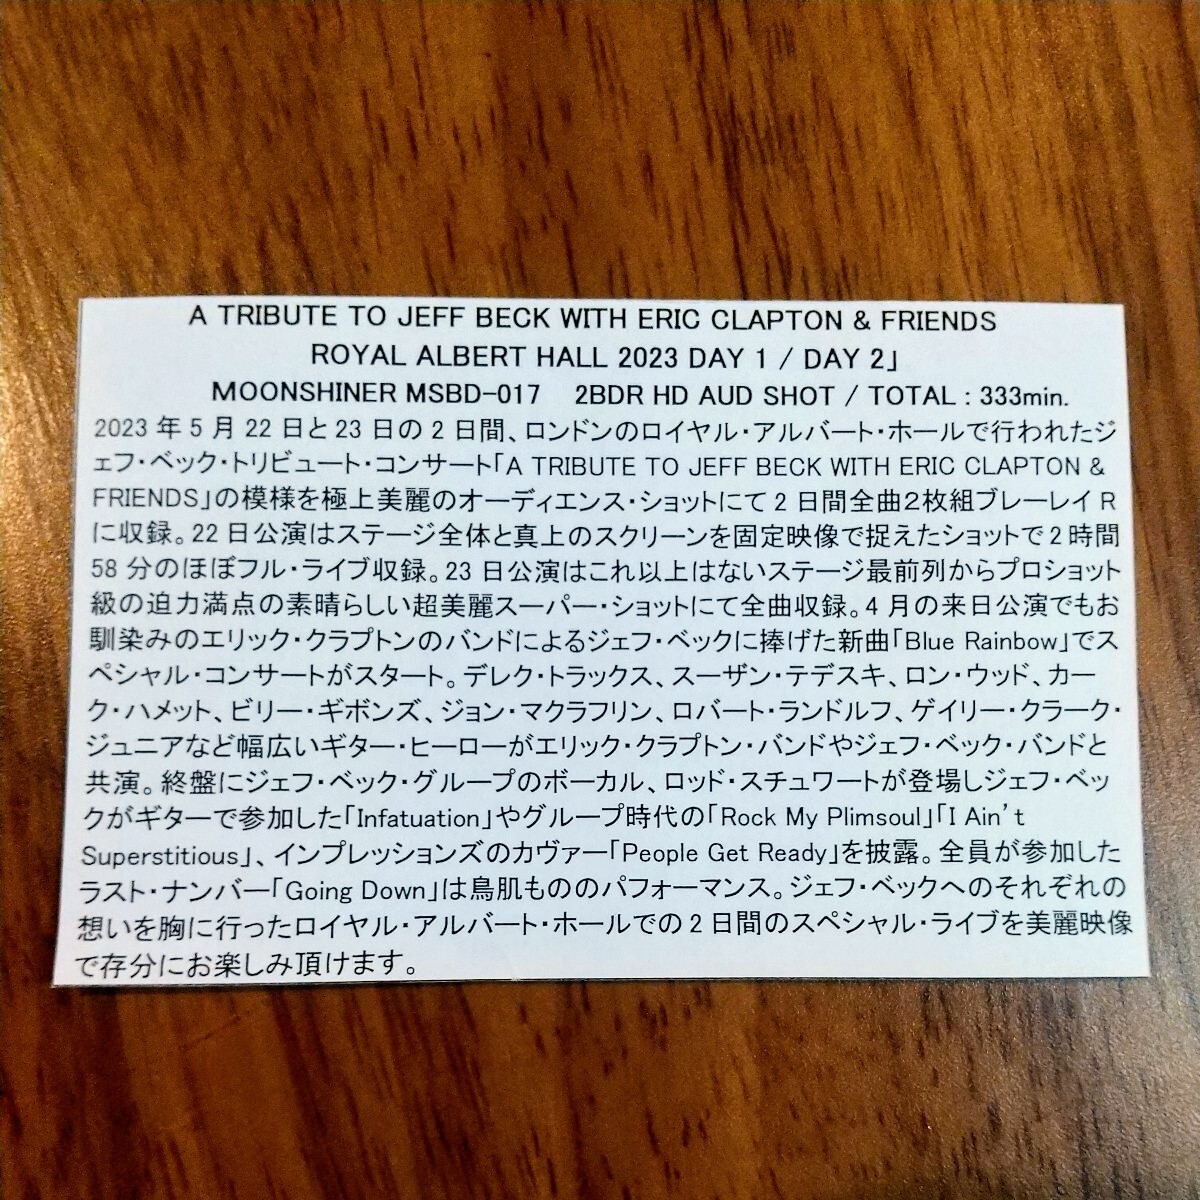 A TRIBUTE TO JEFF BECK WITH ERIC CLAPTON & FRIENDS
ROYAL ALBERT HALL 2023 DAY 1 / DAY 2」
MOONSHINER MSBD-017 2BDR HD AUD SHOT / TOTAL : 333min.
2023 年 5 月 22 日と 23 日の 2 日間、ロンドンのロイヤル・アルバート・ホールで行われたジ
ェフ・ベック・トリビュート・コンサート「A TRIBUTE TO JEFF BECK WITH ERIC CLAPTON &
FRIENDS」の模様を極上美麗のオーディエンス・ショットにて 2 日間全曲2枚組ブレーレイ R
に収録。22 日公演はステージ全体と真上のスクリーンを固定映像で捉えたショットで 2 時間
58 分のほぼフル・ライブ収録。23 日公演はこれ以上はないステージ最前列からプロショット
級の迫力満点の素晴らしい超美麗スーパー・ショットにて全曲収録。4 月の来日公演でもお
馴染みのエリック・クラプトンのバンドによるジェフ・ベックに捧げた新曲「Blue Rainbow」でス
ペシャル・コンサートがスタート。デレク・トラックス、スーザン・テデスキ、ロン・ウッド、カー
ク・ハメット、ビリー・ギボンズ、ジョン・マクラフリン、ロバート・ランドルフ、ゲイリー・クラーク・
ジュニアなど幅広いギター・ヒーローがエリック・クラプトン・バンドやジェフ・ベック・バンドと
共演。終盤にジェフ・ベック・グループのボーカル、ロッド・スチュワートが登場しジェフ・ベッ
クがギターで参加した「Infatuation」やグループ時代の「Rock My Plimsoul」「I Ain't
Superstitious」、インプレッションズのカヴァー「People Get Ready」を披露。全員が参加した
ラスト・ナンバー「Going Down」は鳥肌もののパフォーマンス。ジェフ・ベックへのそれぞれの
想いを胸に行ったロイヤル・アルバート・ホールでの 2 日間のスペシャル・ライブを美麗映像
で存分にお楽しみ頂けます。